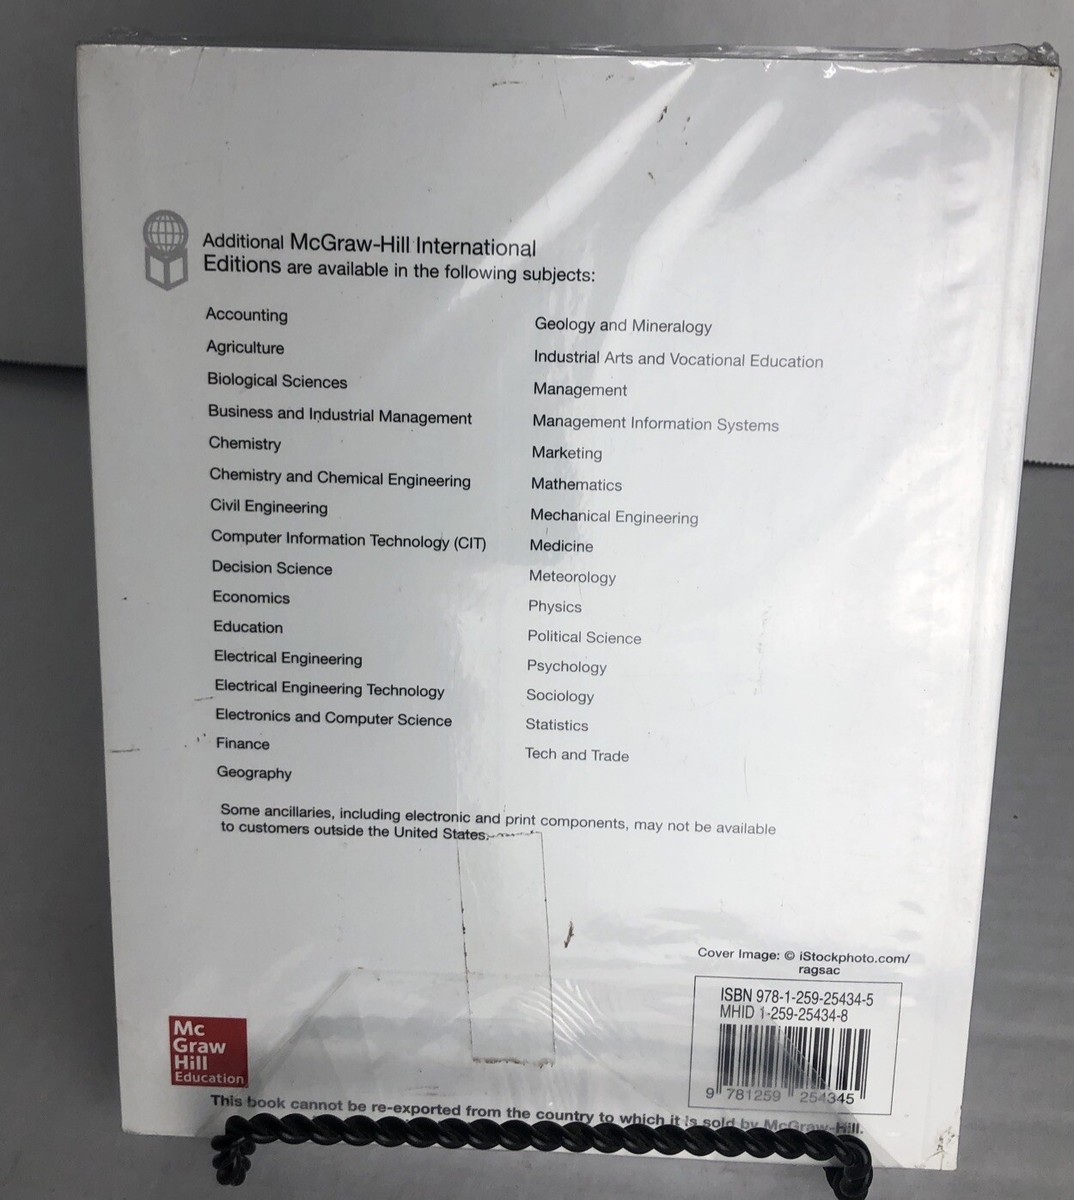 Additional McGraw-Hill International
Editions are available in the following subjects:
Accounting
Agriculture
Biological Sciences
Business and Industrial Management
Chemistry
Chemistry and Chemical Engineering
Civil Engineering
Computer Information Technology (CIT)
Decision Science
Economics
Education
Electrical Engineering
Electrical Engineering Technology
Electronics and Computer Science
Finance
Geography
Geology and Mineralogy
Industrial Arts and Vocational Education
Management
Management Information Systems
Marketing
Mathematics
Mechanical Engineering
Medicine
Meteorology
Physics
Political Science
Psychology
Sociology
Statistics
Tech and Trade
Some ancillaries, including electronic and print components, may not be available
to customers outside the United States.
Cover Image: © iStockphoto.com/
ragsac
ISBN 978-1-259-25434-5
MHID 1-259-25434-8
9 781259 254345
Mc
Graw
Hill
Education
This book cannot be re-exported from the country to which it is sold by McGraw-Hill.